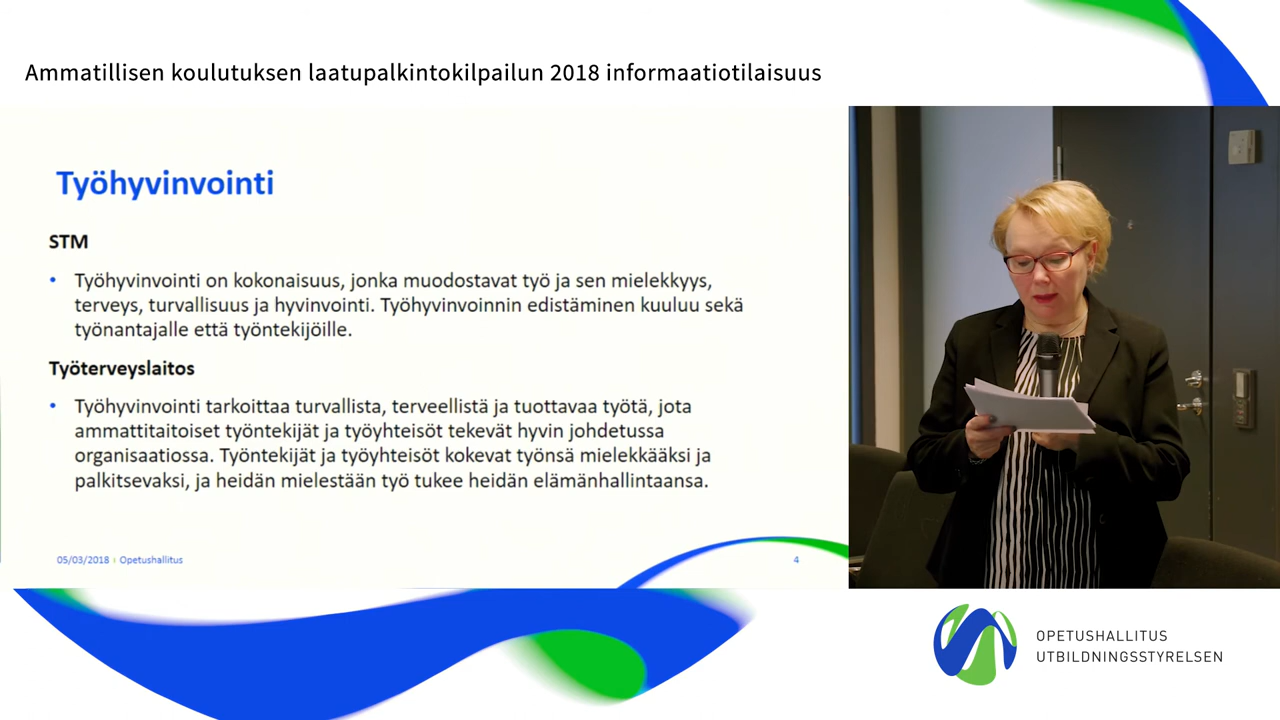 Ammatillisen koulutuksen laatupalkintokilpailun 2018 informaatiotilaisuus
Työhyvinvointi
STM
• Työhyvinvointi on kokonaisuus, jonka muodostavat työ ja sen mielekkyys,
terveys, turvallisuus ja hyvinvointi. Työhyvinvoinnin edistäminen kuuluu sekä
työnantajalle että työntekijöille.
Työterveyslaitos
• Työhyvinvointi tarkoittaa turvallista, terveellistä ja tuottavaa työtä, jota
ammattitaitoiset työntekijät ja työyhteisöt tekevät hyvin johdetussa
organisaatiossa. Työntekijät ja työyhteisöt kokevat työnsä mielekkääksi ja
palkitsevaksi, ja heidän mielestään työ tukee heidän elämänhallintaansa.
05/03/2018 | Opetushallitus 4
OPETUSHALLITUS
UTBILDNINGSSTYRELSEN